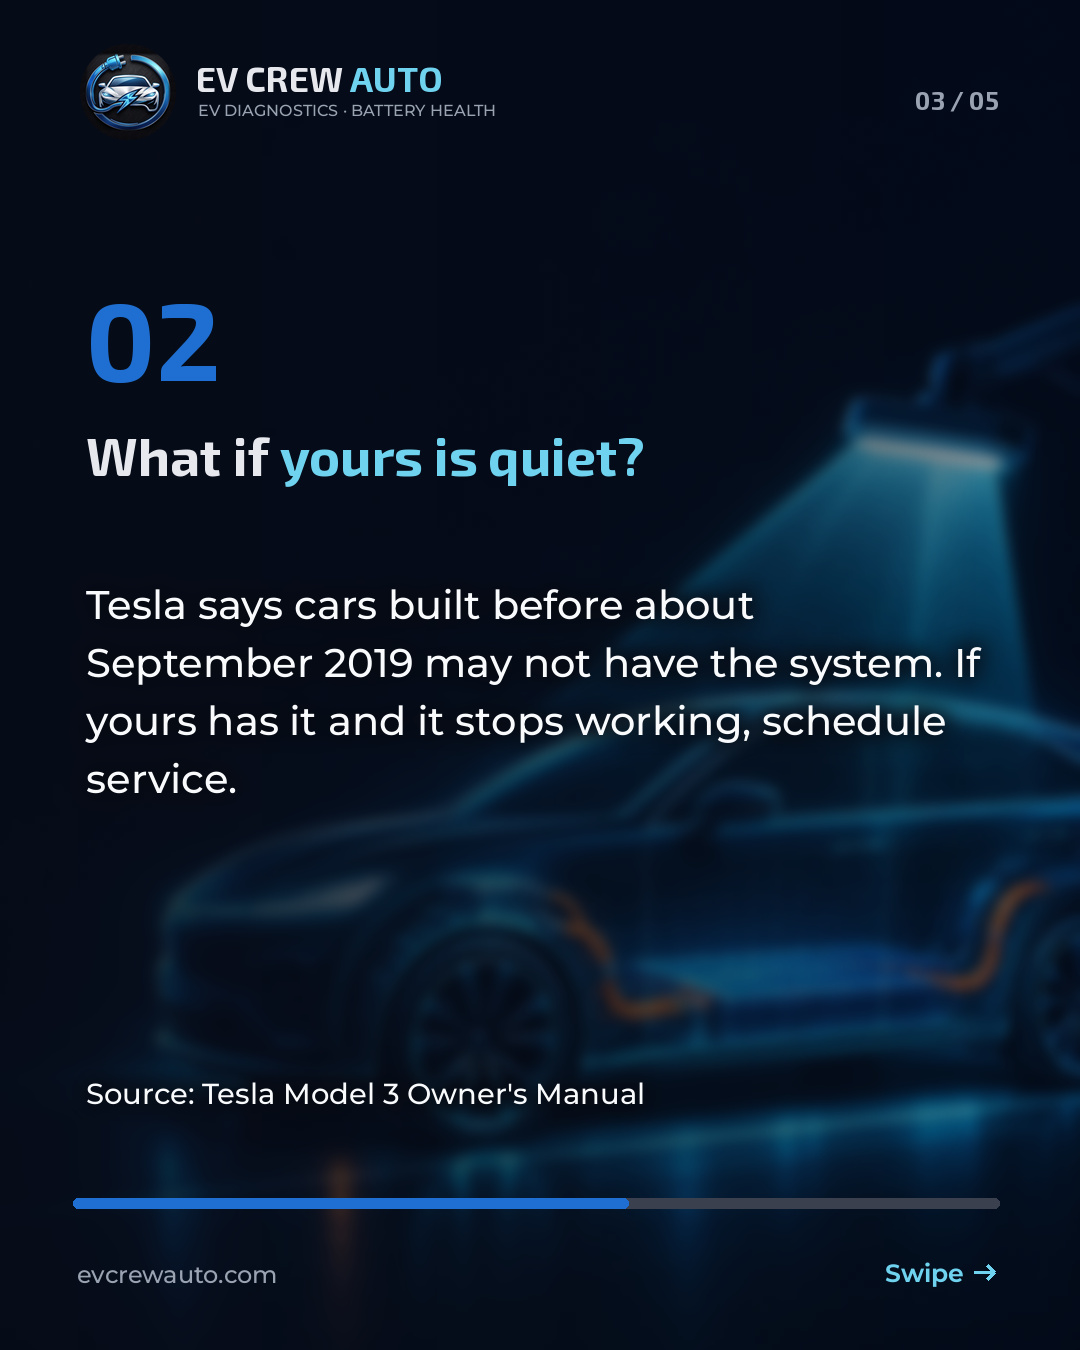 EV CREW AUTO
EV DIAGNOSTICS · BATTERY HEALTH
03 / 05
02
What if yours is quiet?
Tesla says cars built before about
September 2019 may not have the system. If
yours has it and it stops working, schedule
service.
Source: Tesla Model 3 Owner's Manual
evcrewauto.com
Swipe →